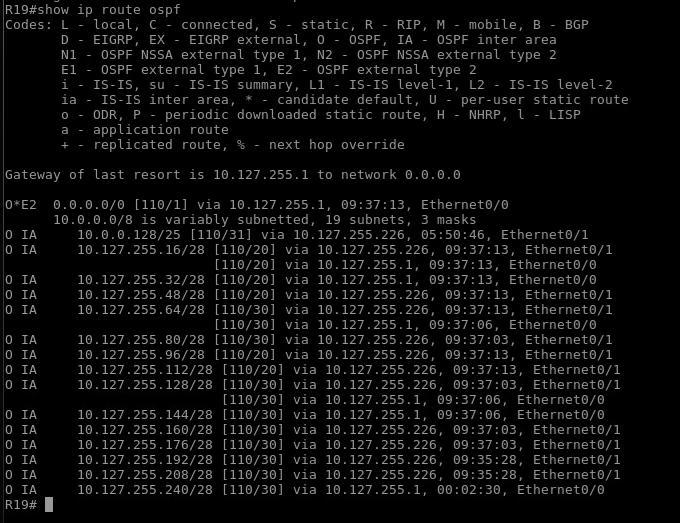 R19#show ip route ospf
Codes: L - local, C - connected, S - static, R - RIP, M - mobile, B - BGP
       D - EIGRP, EX - EIGRP external, O - OSPF, IA - OSPF inter area
       N1 - OSPF NSSA external type 1, N2 - OSPF NSSA external type 2
       E1 - OSPF external type 1, E2 - OSPF external type 2
       i - IS-IS, su - IS-IS summary, L1 - IS-IS level-1, L2 - IS-IS level-2
       ia - IS-IS inter area, * - candidate default, U - per-user static route
       o - ODR, P - periodic downloaded static route, H - NHRP, l - LISP
       a - application route
       + - replicated route, % - next hop override

Gateway of last resort is 10.127.255.1 to network 0.0.0.0

O*E2  0.0.0.0/0 [110/1] via 10.127.255.1, 09:37:13, Ethernet0/0
      10.0.0.0/8 is variably subnetted, 19 subnets, 3 masks
O IA     10.0.0.128/25 [110/31] via 10.127.255.226, 05:50:46, Ethernet0/1
O IA     10.127.255.16/28 [110/20] via 10.127.255.226, 09:37:13, Ethernet0/1
                          [110/20] via 10.127.255.1, 09:37:13, Ethernet0/0
O IA     10.127.255.32/28 [110/20] via 10.127.255.1, 09:37:13, Ethernet0/0
O IA     10.127.255.48/28 [110/20] via 10.127.255.226, 09:37:13, Ethernet0/1
O IA     10.127.255.64/28 [110/30] via 10.127.255.226, 09:37:13, Ethernet0/1
                          [110/30] via 10.127.255.1, 09:37:06, Ethernet0/0
O IA     10.127.255.80/28 [110/30] via 10.127.255.226, 09:37:03, Ethernet0/1
O IA     10.127.255.96/28 [110/20] via 10.127.255.226, 09:37:13, Ethernet0/1
O IA     10.127.255.112/28 [110/20] via 10.127.255.226, 09:37:13, Ethernet0/1
O IA     10.127.255.128/28 [110/30] via 10.127.255.226, 09:37:03, Ethernet0/1
                           [110/30] via 10.127.255.1, 09:37:06, Ethernet0/0
O IA     10.127.255.144/28 [110/30] via 10.127.255.1, 09:37:06, Ethernet0/0
O IA     10.127.255.160/28 [110/30] via 10.127.255.226, 09:37:03, Ethernet0/1
O IA     10.127.255.176/28 [110/30] via 10.127.255.226, 09:37:03, Ethernet0/1
O IA     10.127.255.192/28 [110/30] via 10.127.255.226, 09:35:28, Ethernet0/1
O IA     10.127.255.208/28 [110/30] via 10.127.255.226, 09:35:28, Ethernet0/1
O IA     10.127.255.240/28 [110/30] via 10.127.255.1, 00:02:30, Ethernet0/0
R19#